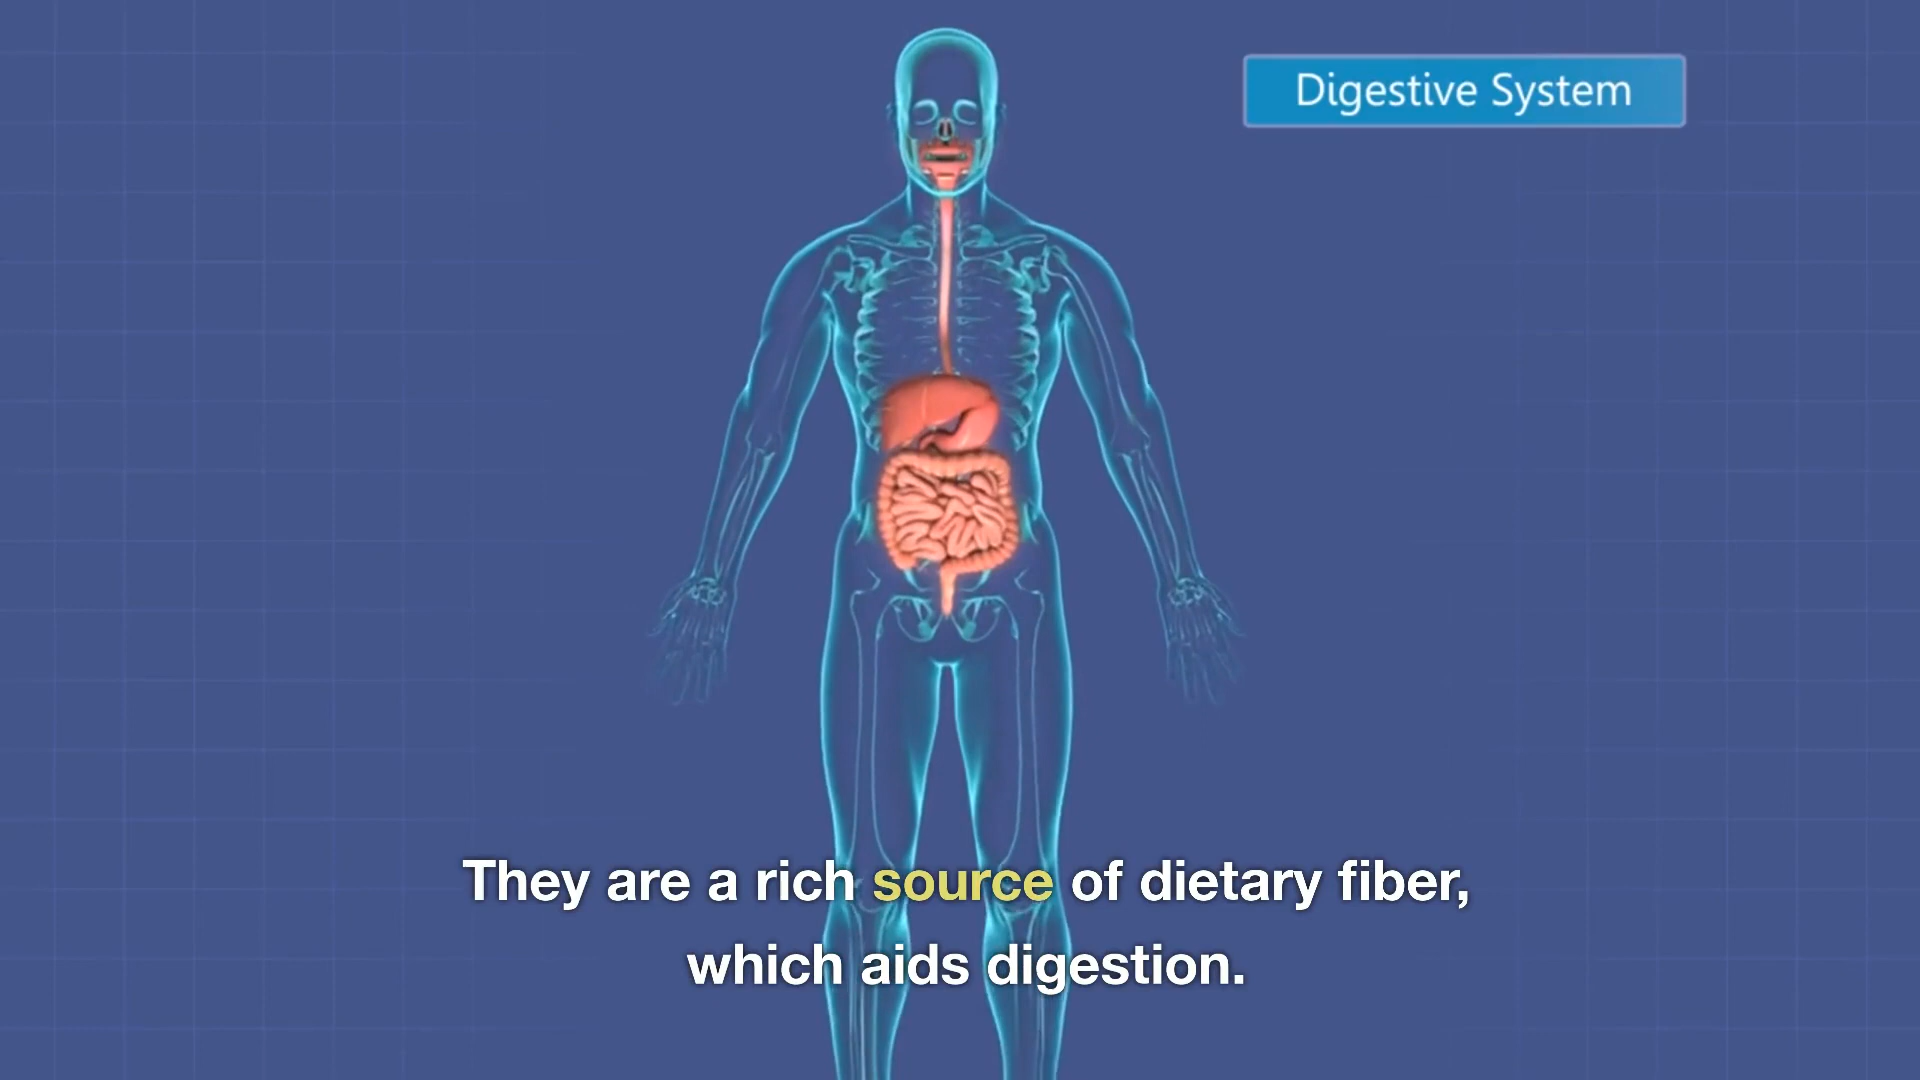 Digestive System
They are a rich source of dietary fiber,
which aids digestion.